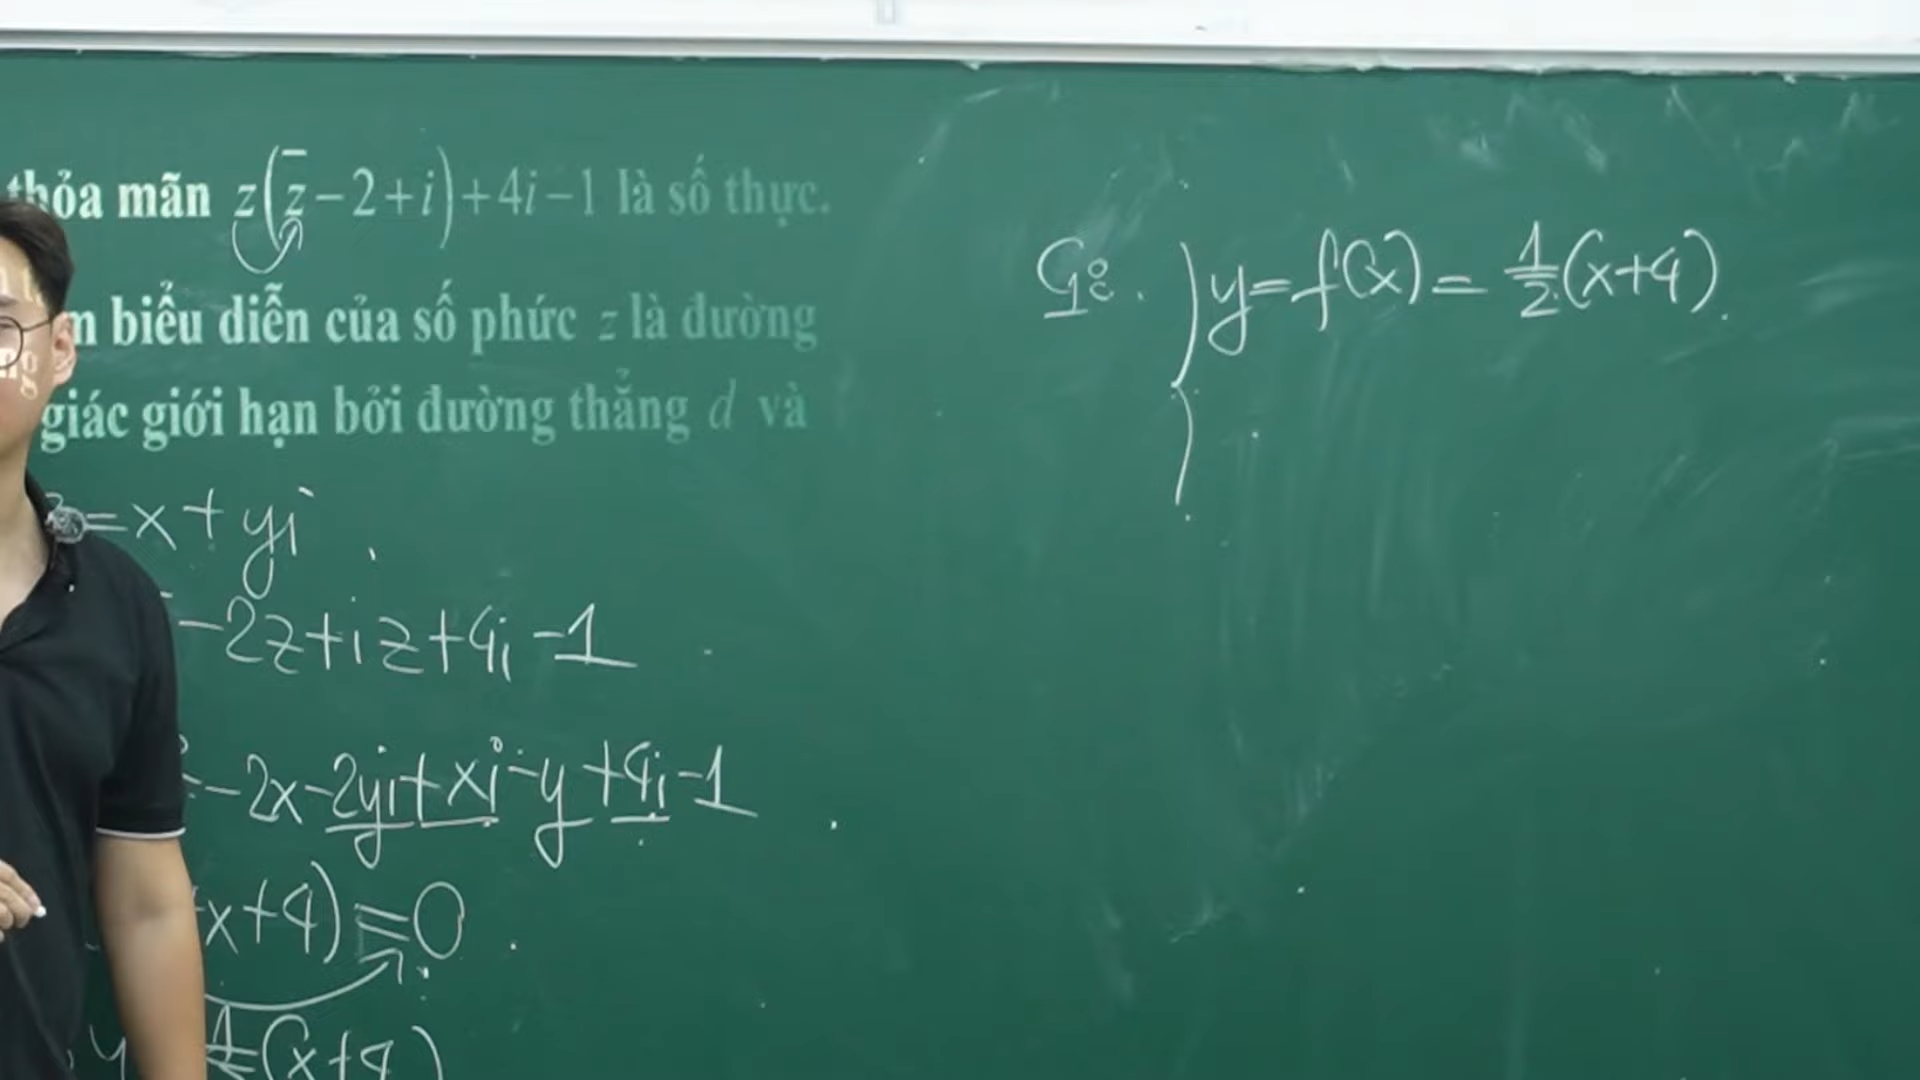 thỏa mãn z(z̄−2+i)+4i−1 là số thực.
m biểu diễn của số phức z là đường
giác giới hạn bởi đường thẳng d và
=x+yi
−2z+iz+4i−1
−2x−2yi+xi−y+4i−1
x+4)=0
y (x+4)
y=f(x)=1/2(x+4)